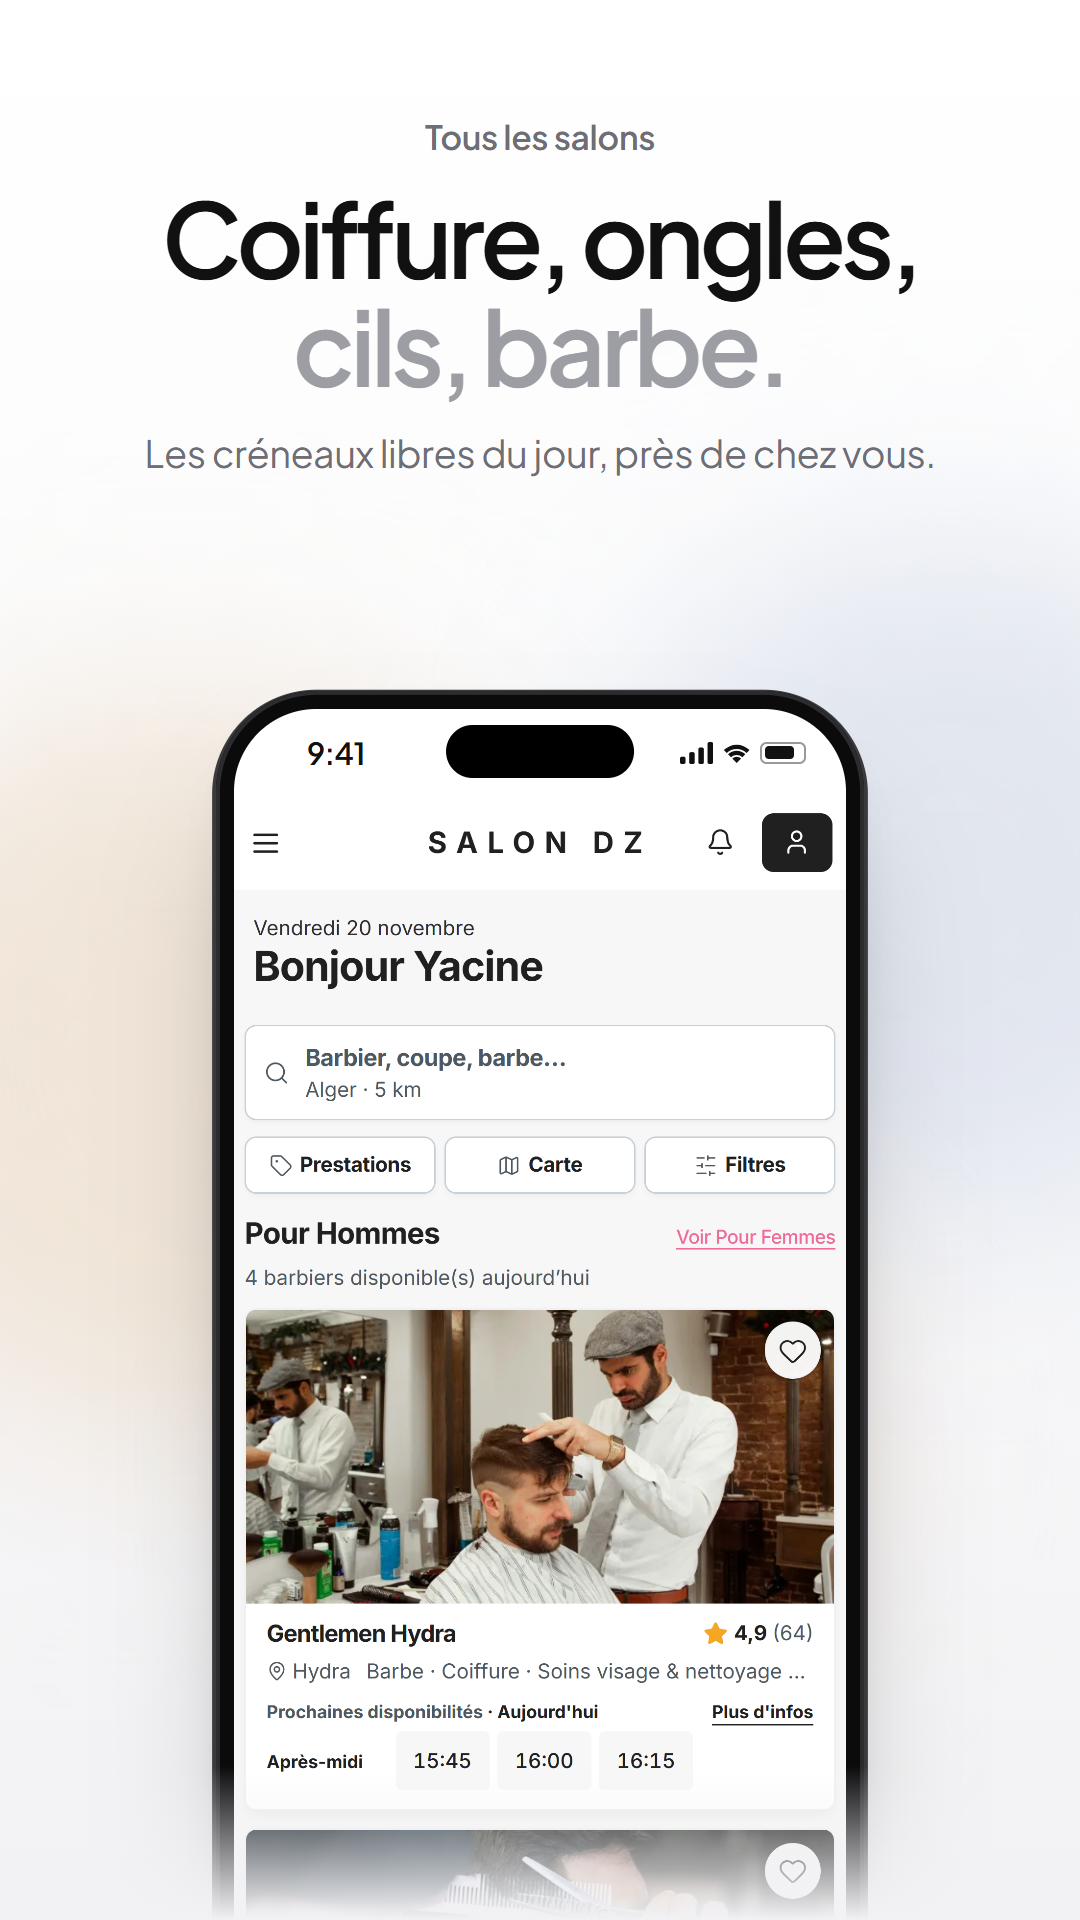 Tous les salons
Coiffure, ongles,
cils, barbe.
Les créneaux libres du jour, près de chez vous.
9:41
SALON DZ
Vendredi 20 novembre
Bonjour Yacine
Barbier, coupe, barbe...
Alger · 5 km
Prestations Carte Filtres
Pour Hommes Voir Pour Femmes
4 barbiers disponible(s) aujourd’hui
Gentlemen Hydra 4,9 (64)
Hydra Barbe · Coiffure · Soins visage & nettoyage ...
Prochaines disponibilités · Aujourd'hui Plus d'infos
Après-midi 15:45 16:00 16:15